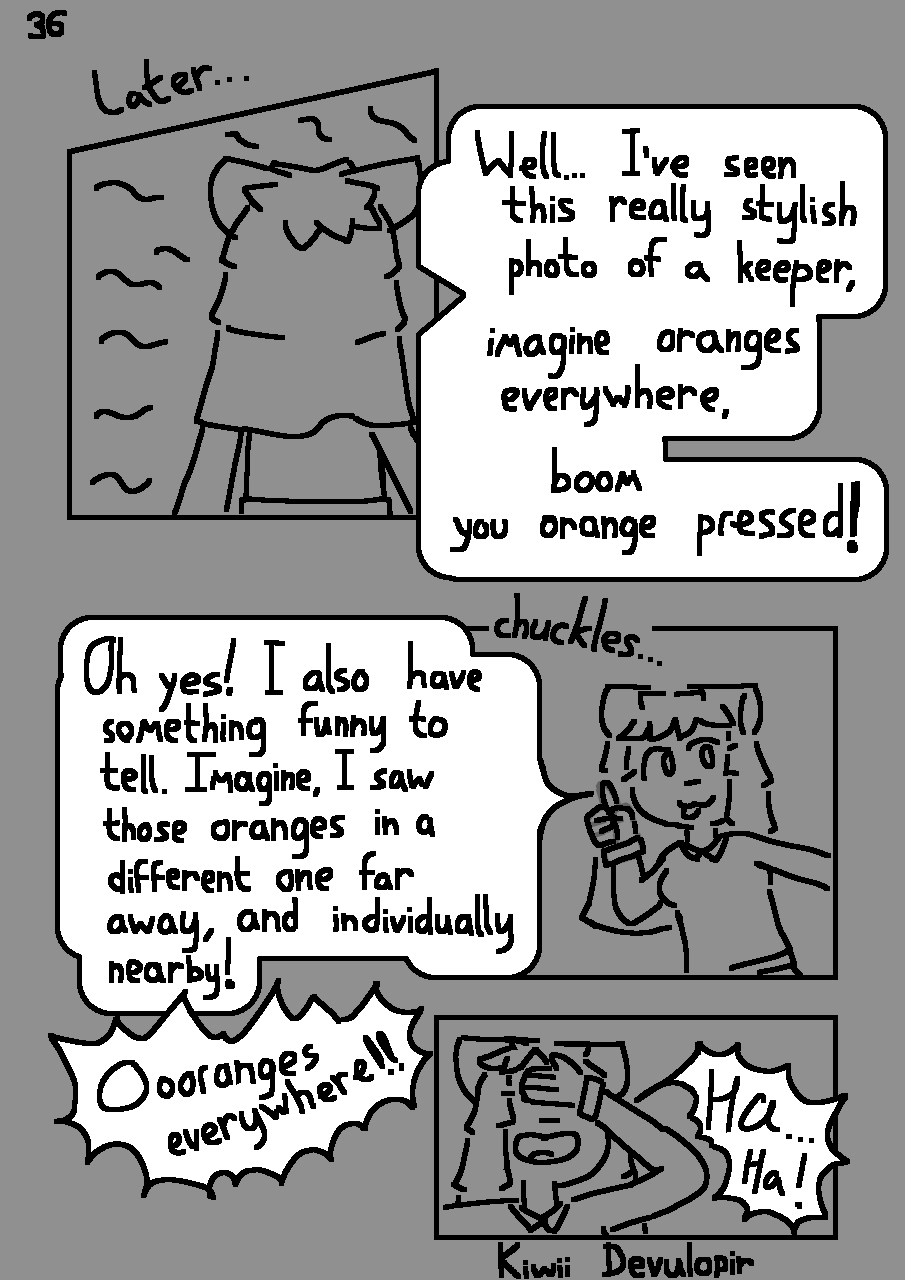 36
Later...
Well... I've seen
this really stylish
photo of a keeper,
imagine oranges
everywhere,
boom
you orange pressed!
chuckles...
Oh yes! I also have
something funny to
tell. Imagine, I saw
those oranges in a
different one far
away, and individually
nearby!
Oooranges
everywhere!!
Ha...
Ha!
Kiwii Devulopir